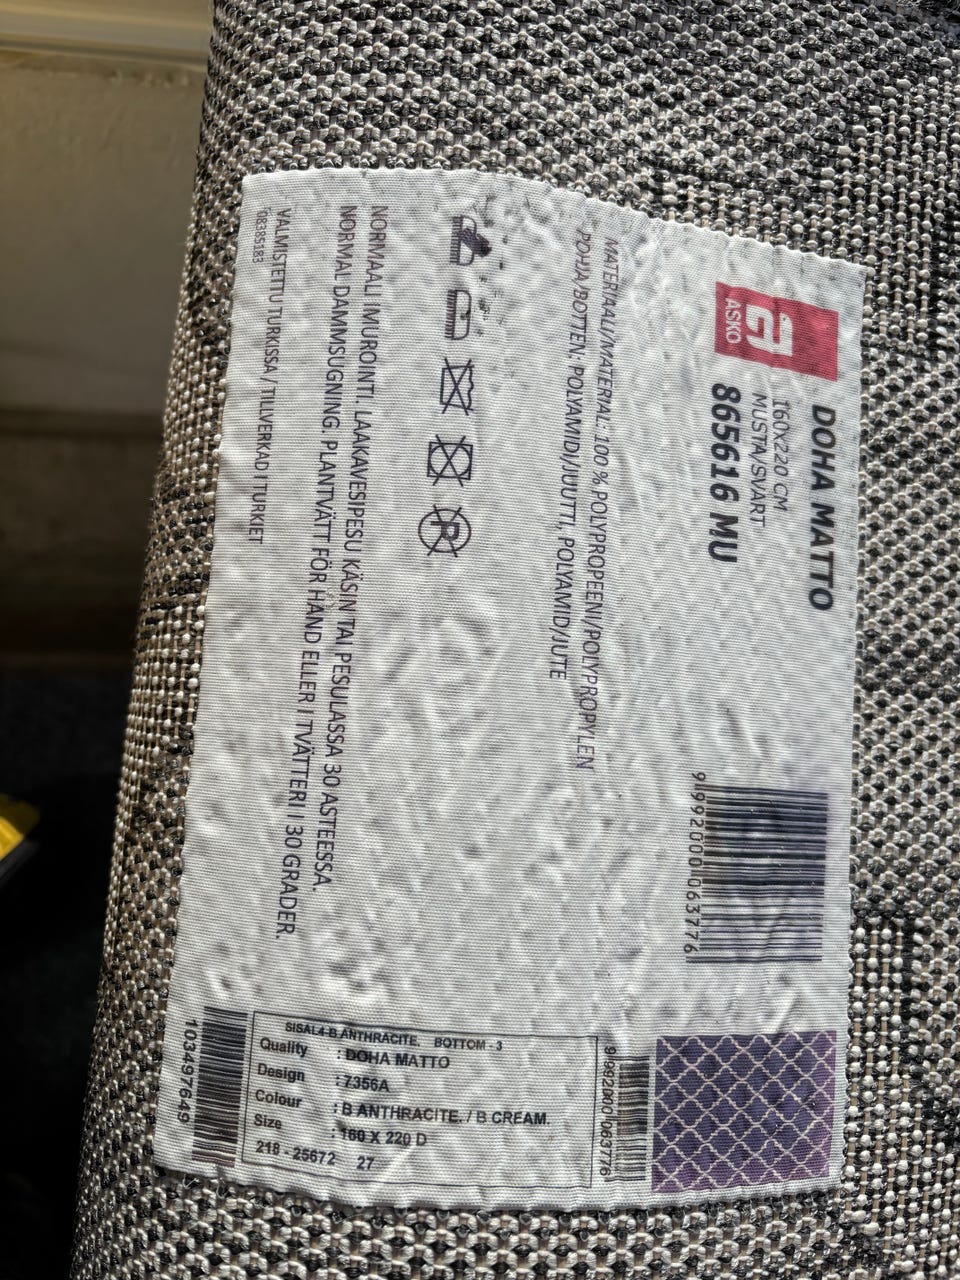 ASKO
DOHA MATTO
160x220 CM
MUSTA/SVART
865616 MU
9992000063776
MATERIAALI/MATERIAL: 100 % POLYPROPEENI/POLYPROPYLEN
POHJA/BOTTEN: POLYAMIDI/JUUTTI, POLYAMID/JUTE
P
NORMAALI IMUROINTI. LAAKAVESIPESU KÄSIN TAI PESULASSA 30 ASTEESSA.
NORMAL DAMMSUGNING. PLANTVÄTT FÖR HAND ELLER I TVÄTTERI I 30 GRADER.
VALMISTETTU TURKISSA / TILLVERKAD I TURKIET
08385183
9992000063776
SISAL4 B ANTHRACITE. BOTTOM - 3
Quality : DOHA MATTO
Design : 7356A
Colour : B ANTHRACITE. / B CREAM.
Size : 160 X 220 D
218 - 25672 27
103497649